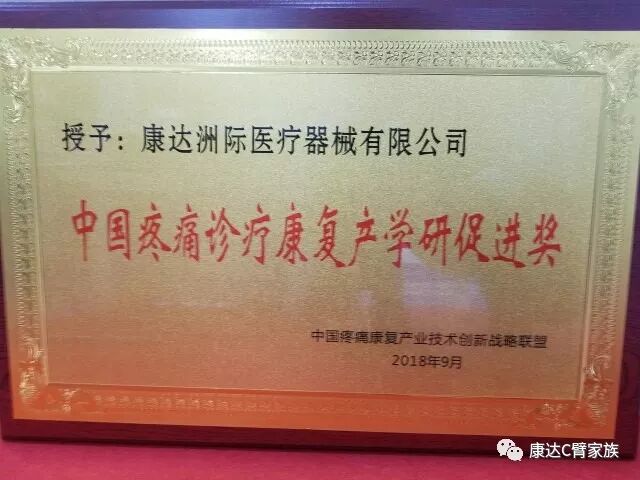 授予：康达洲际医疗器械有限公司
中国疼痛诊疗康复产学研促进奖
中国疼痛康复产业技术创新战略联盟
2018年9月
康达C臂家族